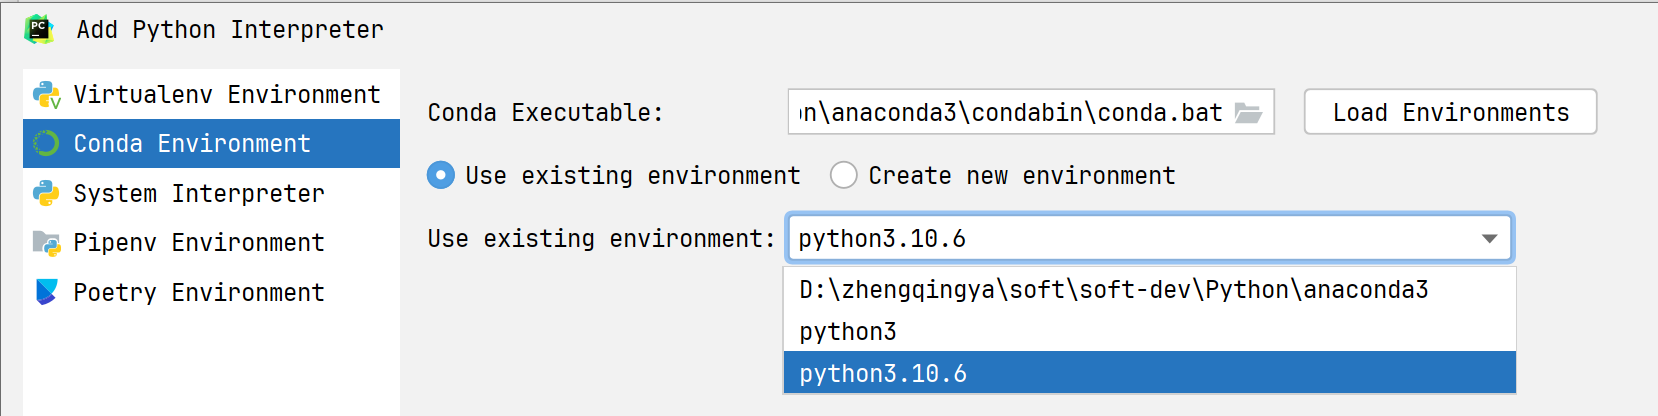 PC
Add Python Interpreter
Virtualenv Environment
Conda Environment
System Interpreter
Pipenv Environment
Poetry Environment
Conda Executable:
n\anaconda3\condabin\conda.bat
Load Environments
Use existing environment
Create new environment
Use existing environment:
python3.10.6
D:\zhengqingya\soft\soft-dev\Python\anaconda3
python3
python3.10.6